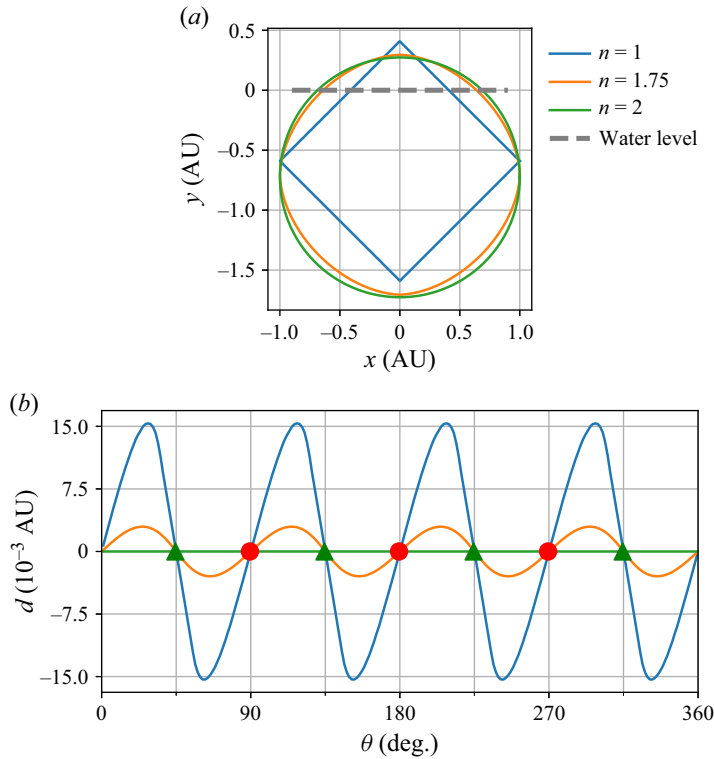 (a)
0.5
0
–0.5
–1.0
–1.5
y (AU)
–1.0 –0.5 0 0.5 1.0
x (AU)
n = 1
n = 1.75
n = 2
Water level
(b)
15.0
7.5
0
–7.5
–15.0
d (10⁻³ AU)
0 90 180 270 360
θ (deg.)